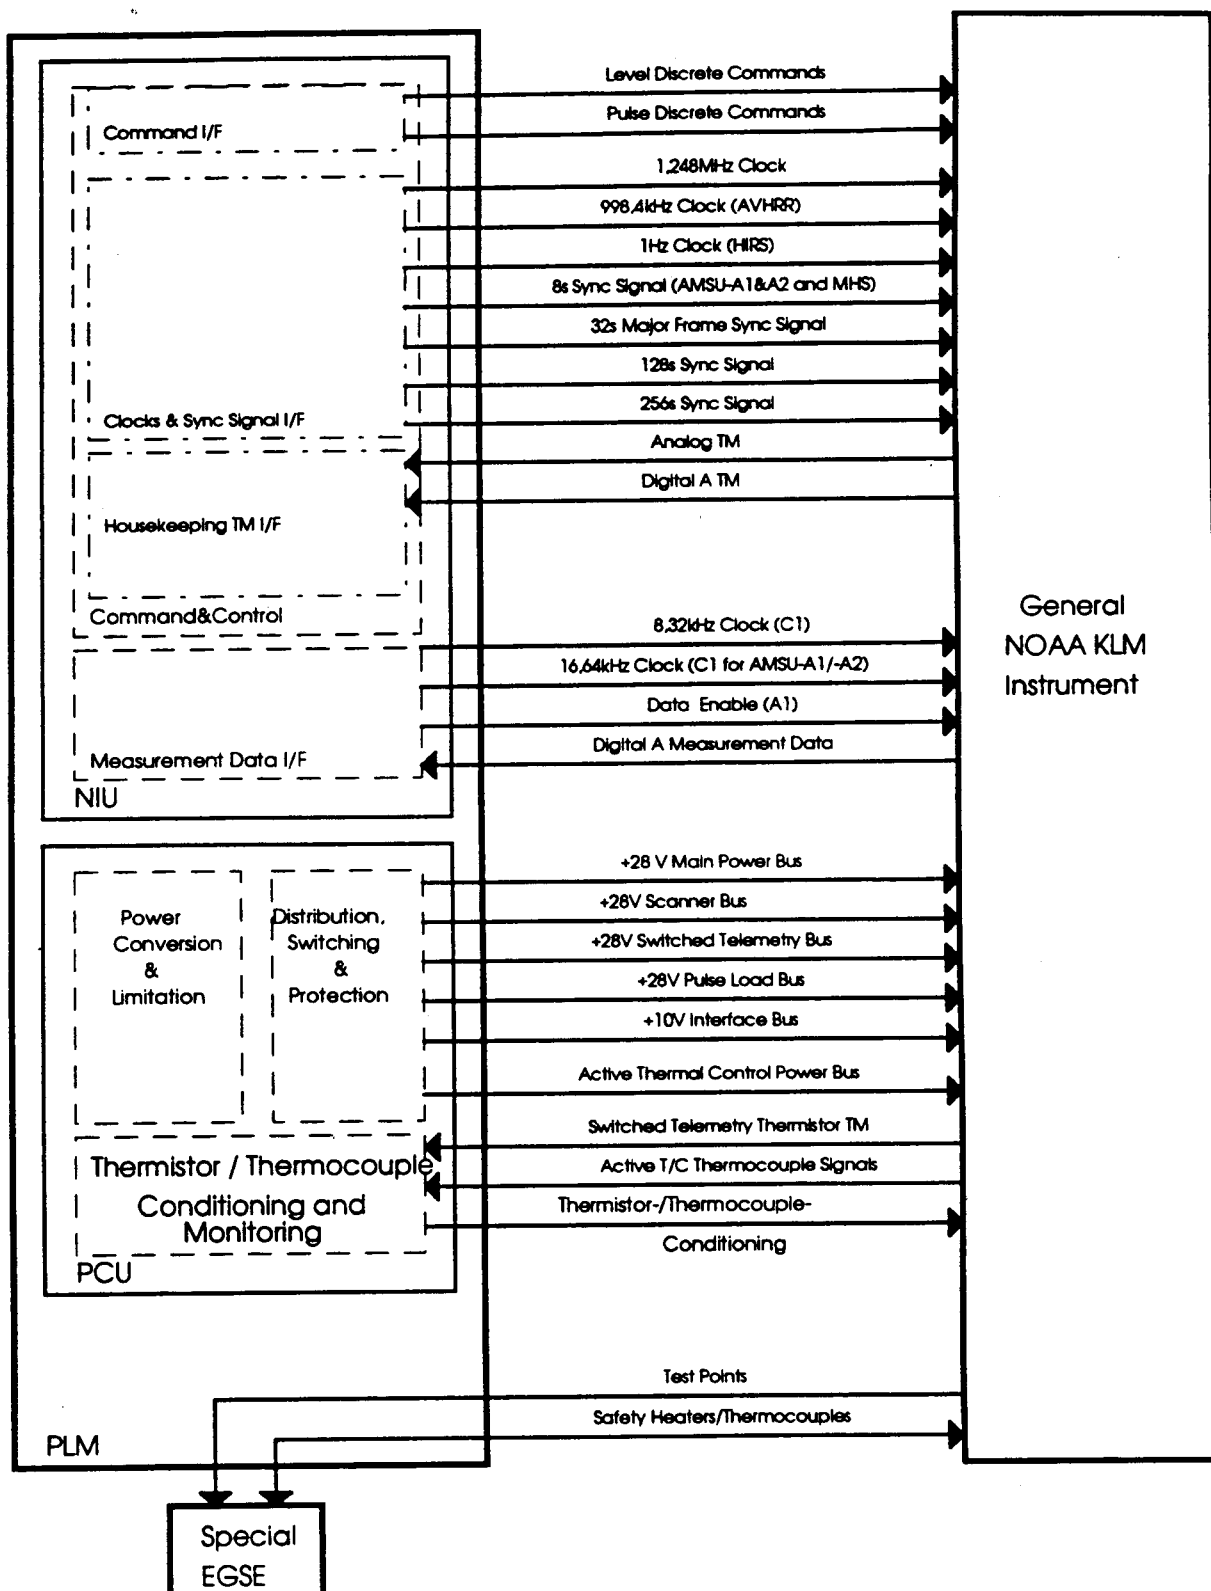 Level Discrete Commands
Pulse Discrete Commands
Command I/F
1,248MHz Clock
998,4kHz Clock (AVHRR)
1Hz Clock (HIRS)
8s Sync Signal (AMSU-A1&A2 and MHS)
32s Major Frame Sync Signal
128s Sync Signal
256s Sync Signal
Clocks & Sync Signal I/F
Analog TM
Digital A TM
Housekeeping TM I/F
Command&Control
General
NOAA KLM
Instrument
8,32kHz Clock (C1)
16,64kHz Clock (C1 for AMSU-A1/-A2)
Data Enable (A1)
Digital A Measurement Data
Measurement Data I/F
NIU
+28 V Main Power Bus
+28V Scanner Bus
+28V Switched Telemetry Bus
+28V Pulse Load Bus
+10V Interface Bus
Active Thermal Control Power Bus
Power
Conversion
&
Limitation
Distribution,
Switching
&
Protection
Switched Telemetry Thermistor TM
Active T/C Thermocouple Signals
Thermistor-/Thermocouple-
Conditioning
Thermistor / Thermocouple
Conditioning and
Monitoring
PCU
Test Points
Safety Heaters/Thermocouples
PLM
Special
EGSE